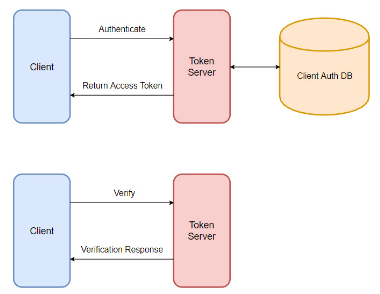 Authenticate
Client
Token
Server
Client Auth DB
Return Access Token
Verify
Client
Token
Server
Verification Response